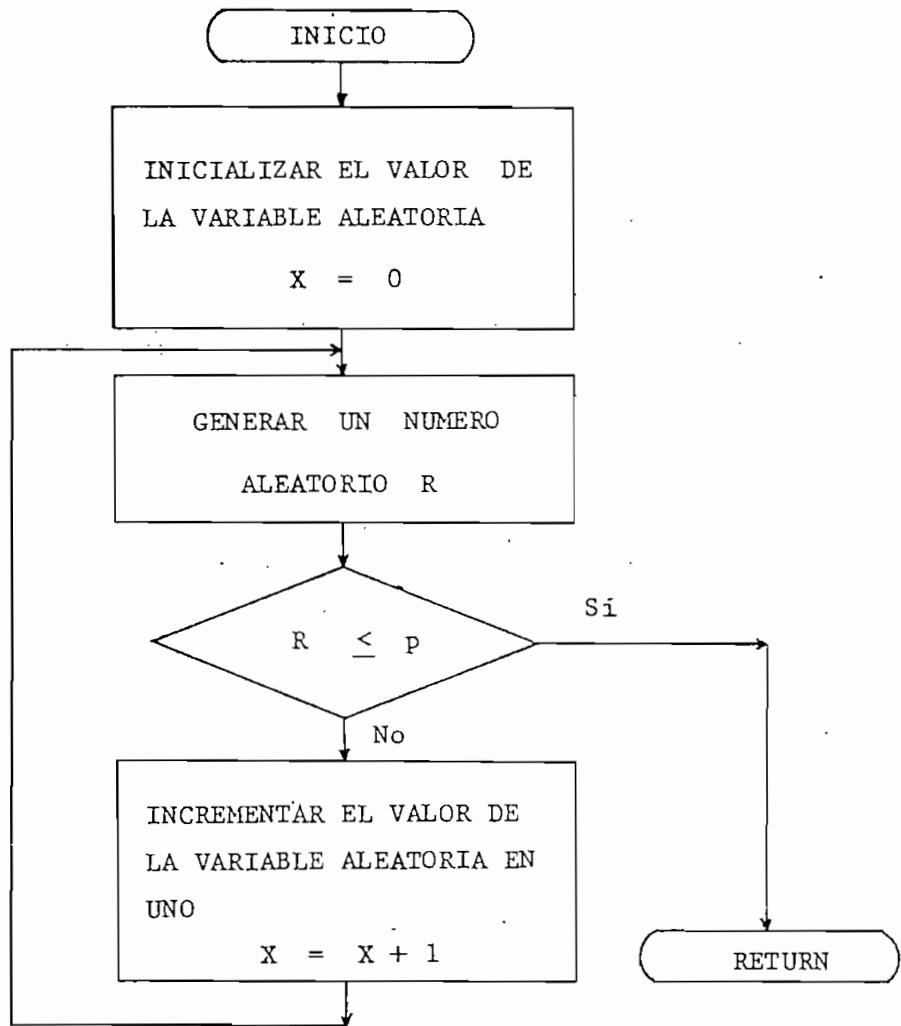 INICIO
INICIALIZAR EL VALOR DE
LA VARIABLE ALEATORIA
X = 0
GENERAR UN NUMERO
ALEATORIO R
R ≤ p
Sí
No
INCREMENTAR EL VALOR DE
LA VARIABLE ALEATORIA EN
UNO
X = X + 1
RETURN